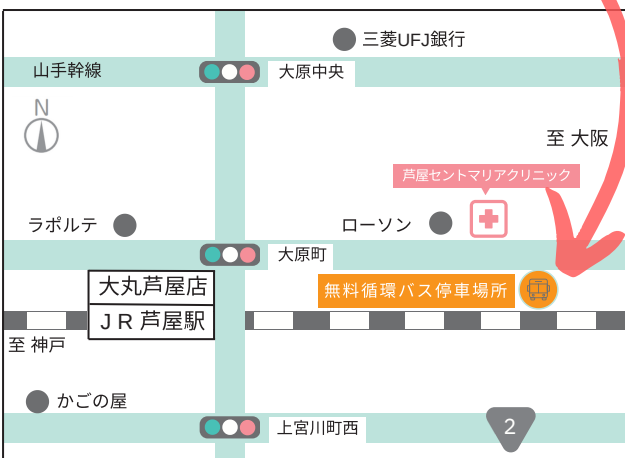 三菱UFJ銀行
山手幹線
大原中央
N
至 大阪
芦屋セントマリアクリニック
ラポルテ
ローソン
大原町
大丸芦屋店
無料循環バス停車場所
JR 芦屋駅
至 神戸
かごの屋
上宮川町西
2